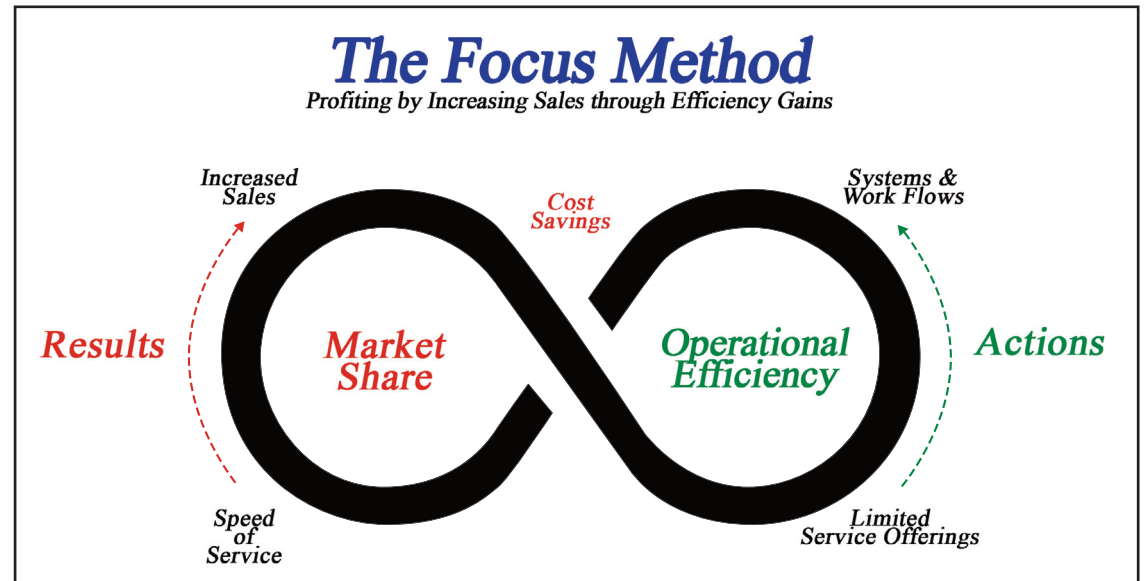 The Focus Method
Profiting by Increasing Sales through Efficiency Gains
Increased
Sales
Cost
Savings
Systems &
Work Flows
Results
Market
Share
Operational
Efficiency
Actions
Speed
of
Service
Limited
Service Offerings